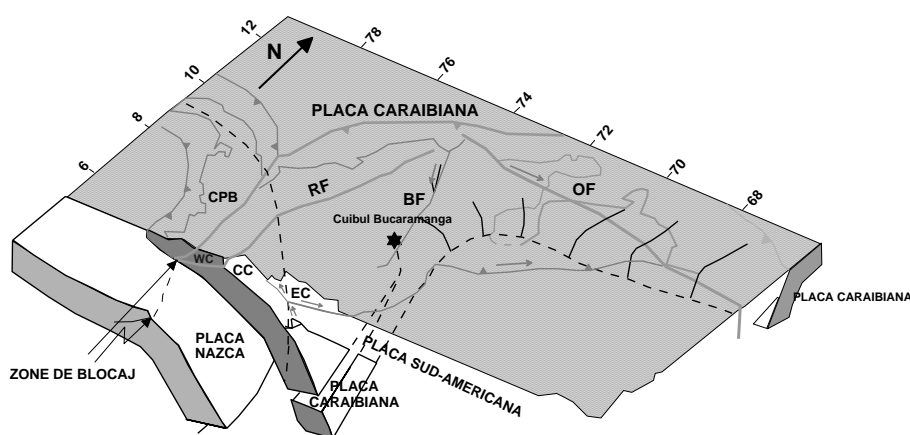 12
78
N
10
76
PLACA CARAIBIANA
8
74
72
6
70
CPB
RF
BF
OF
68
Cuibul Bucaramanga
WC
CC
EC
PLACA CARAIBIANA
PLACA
NAZCA
ZONE DE BLOCAJ
PLACA
CARAIBIANA
PLACA SUD-AMERICANA